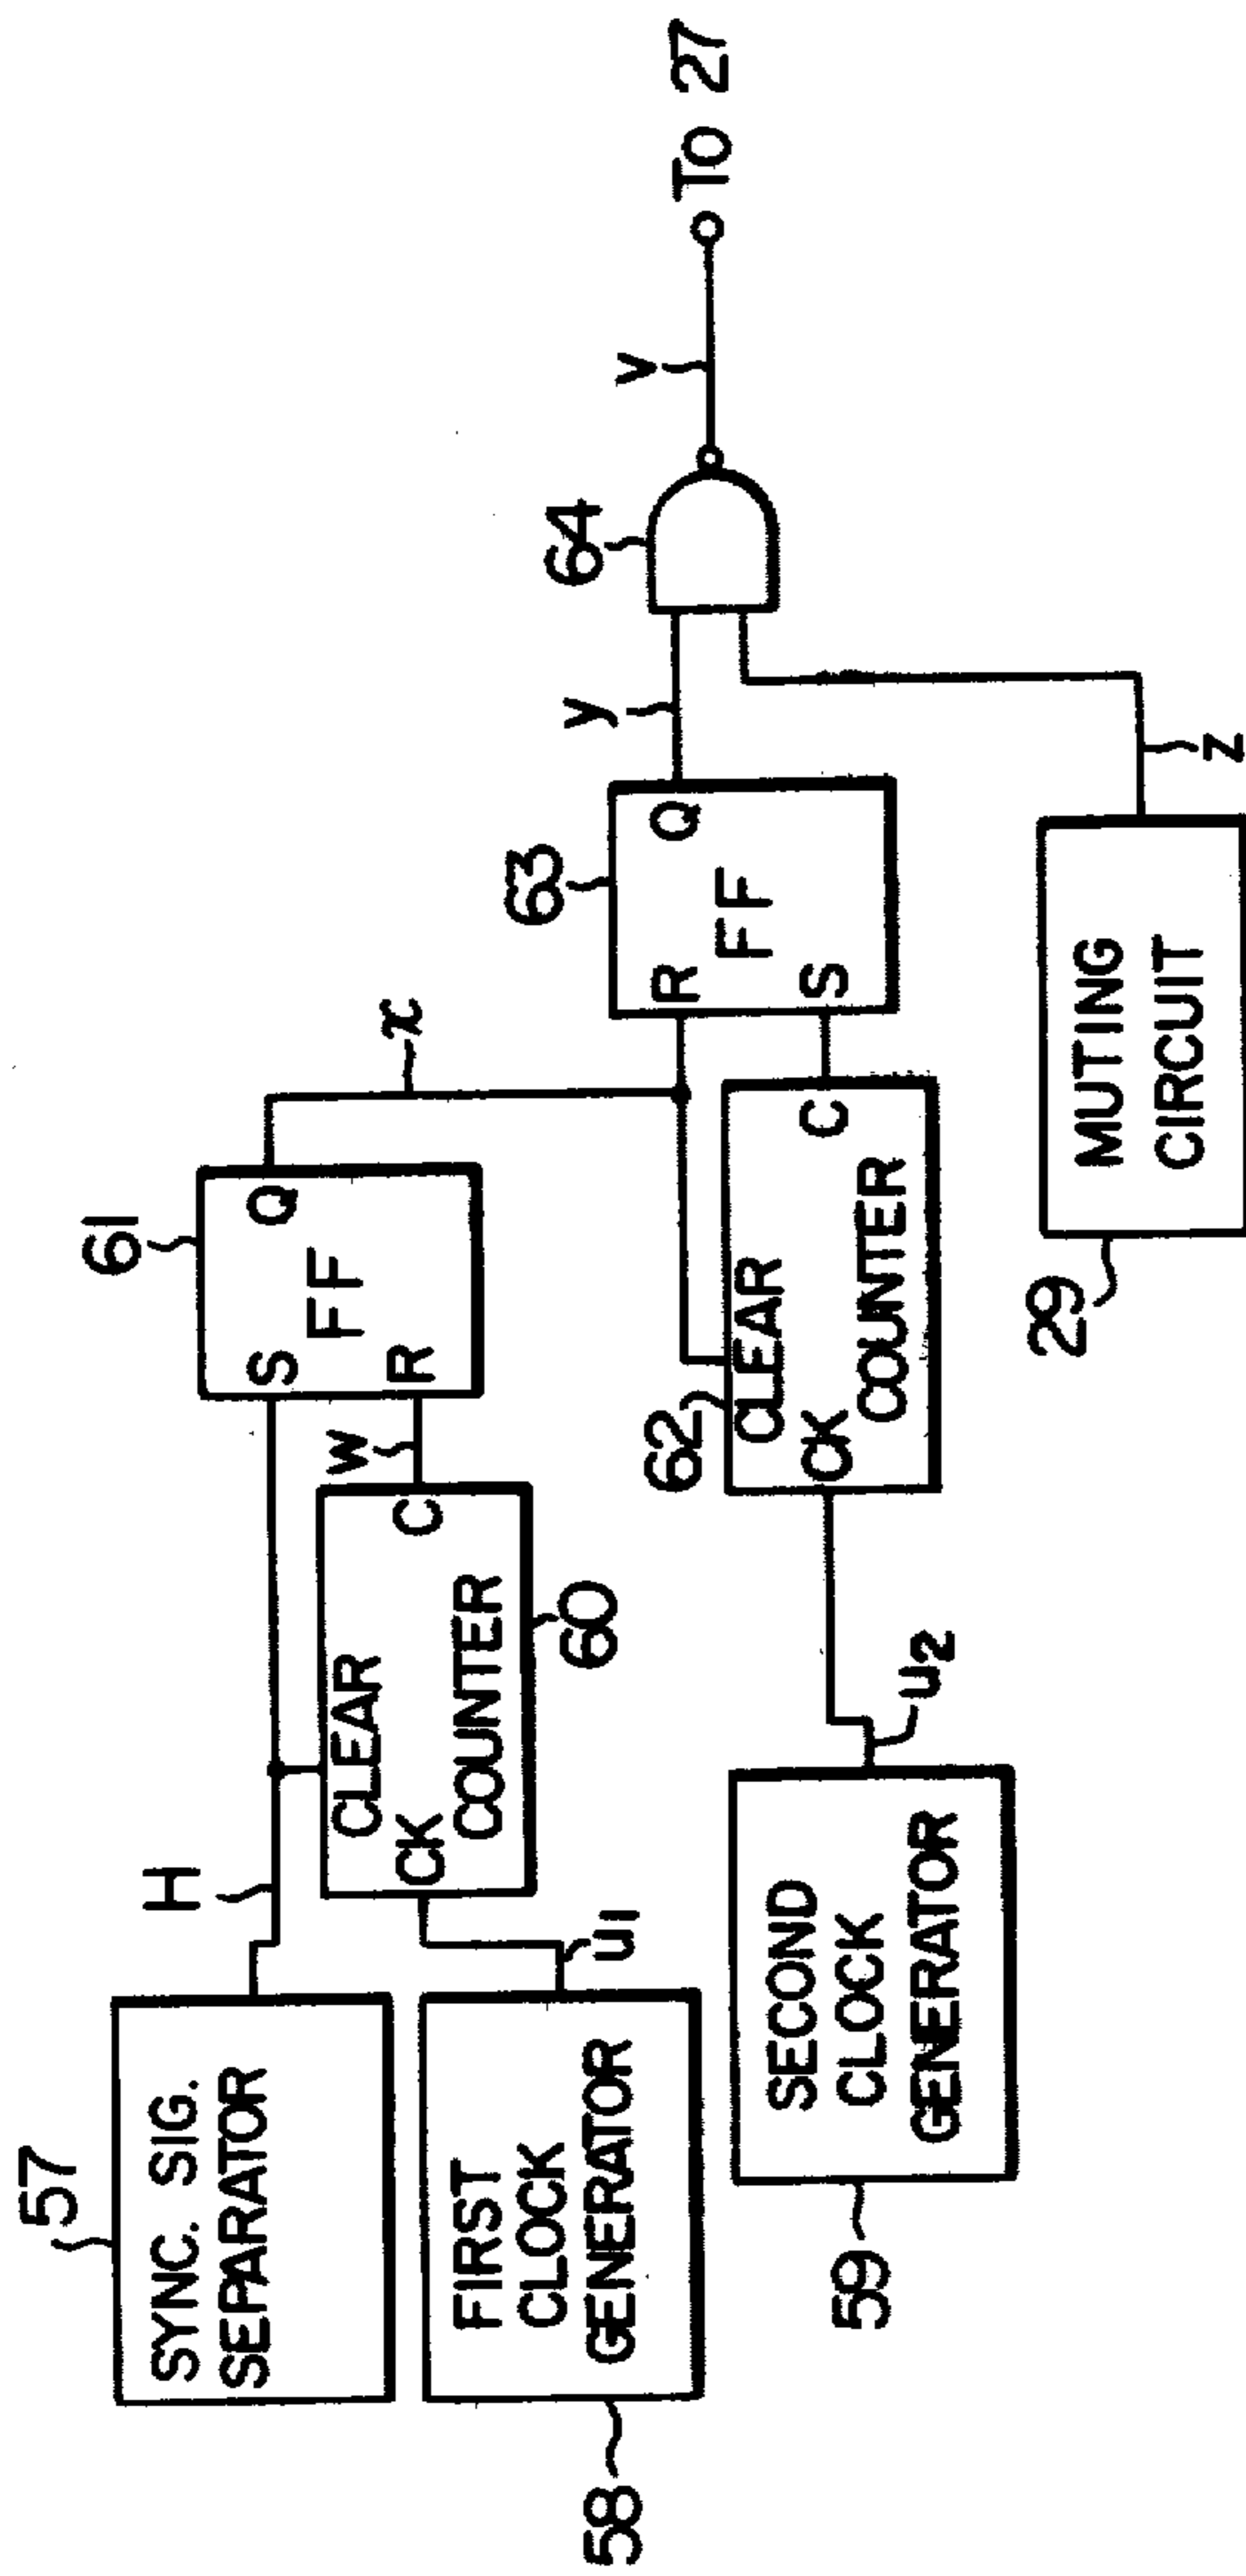 57
SYNC. SIG.
SEPARATOR
H
58
FIRST
CLOCK
GENERATOR
u1
CLEAR
CK
C
COUNTER
60
w
61
S
Q
FF
R
x
59
SECOND
CLOCK
GENERATOR
u2
62
CLEAR
CK
C
COUNTER
63
R
Q
FF
S
y
29
MUTING
CIRCUIT
z
64
v
TO 27